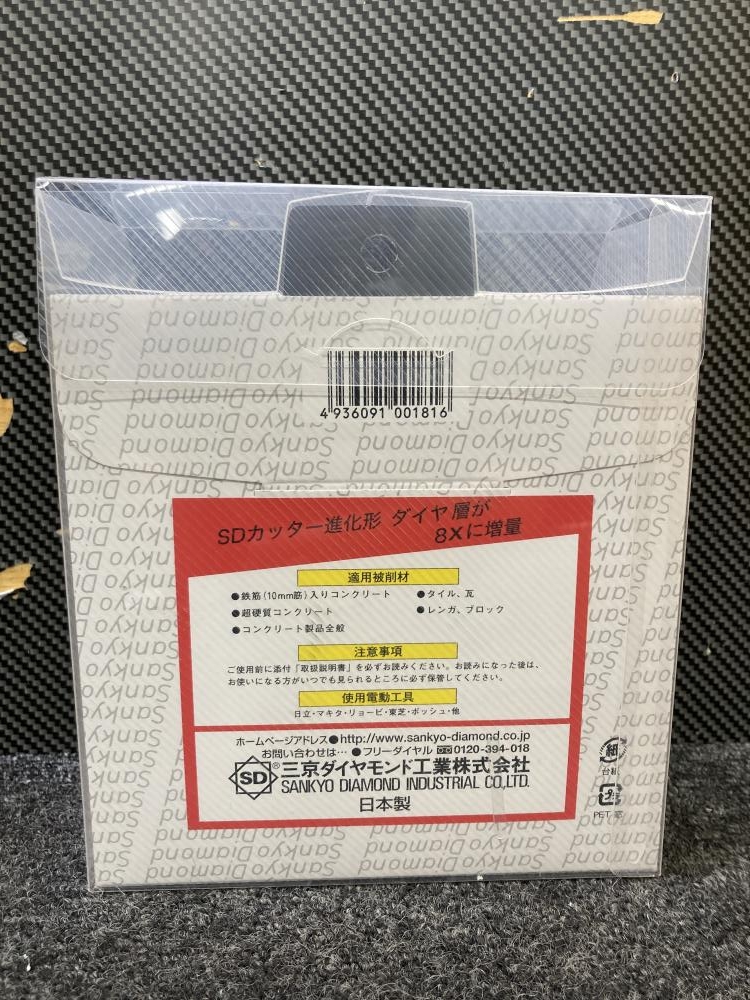 Sankyo Diamond Sankyo Diamond Sankyo Diamond
4 936091 001816
SDカッター進化形 ダイヤ層が
8Xに増量
適用被削材
●鉄筋(10mm筋)入りコンクリート
●タイル、瓦
●超硬質コンクリート
●レンガ、ブロック
●コンクリート製品全般
注意事項
ご使用前に添付「取扱説明書」を必ずお読みください。お読みになった後は、
お使いになる方がいつでも見られるところに必ず保管してください。
使用電動工具
日立・マキタ・リョービ・東芝・ボッシュ・他
ホームページアドレス●http://www.sankyo-diamond.co.jp
お問い合わせは…●フリーダイヤル 0120-394-018
SD® 三京ダイヤモンド工業株式会社
SANKYO DIAMOND INDUSTRIAL CO.,LTD.
日本製
紙
台紙
PET 窓